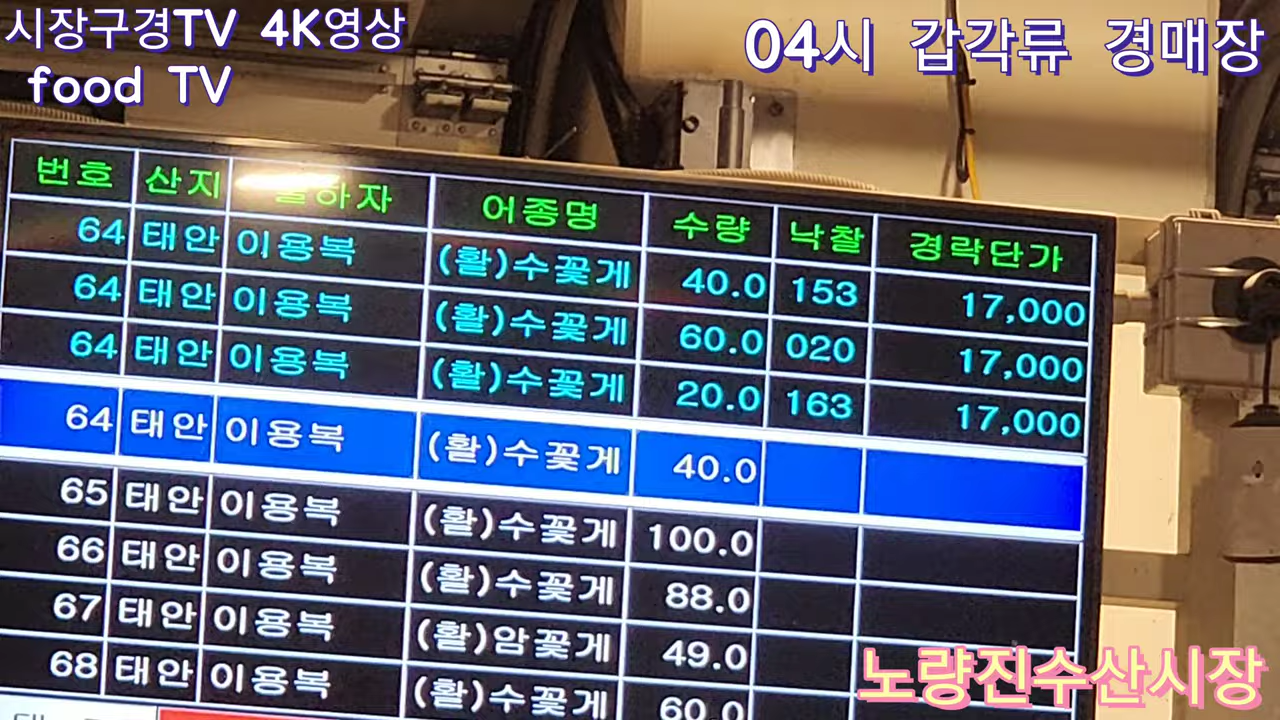 시장구경TV 4K영상
food TV
04시 갑각류 경매장
번호 산지 출하자 어종명 수량 낙찰 경락단가
64 태안 이용복 (활)수꽃게 40.0 153 17,000
64 태안 이용복 (활)수꽃게 60.0 020 17,000
64 태안 이용복 (활)수꽃게 20.0 163 17,000
64 태안 이용복 (활)수꽃게 40.0
65 태안 이용복 (활)수꽃게 100.0
66 태안 이용복 (활)수꽃게 88.0
67 태안 이용복 (활)암꽃게 49.0
68 태안 이용복 (활)수꽃게 60.0
노량진수산시장